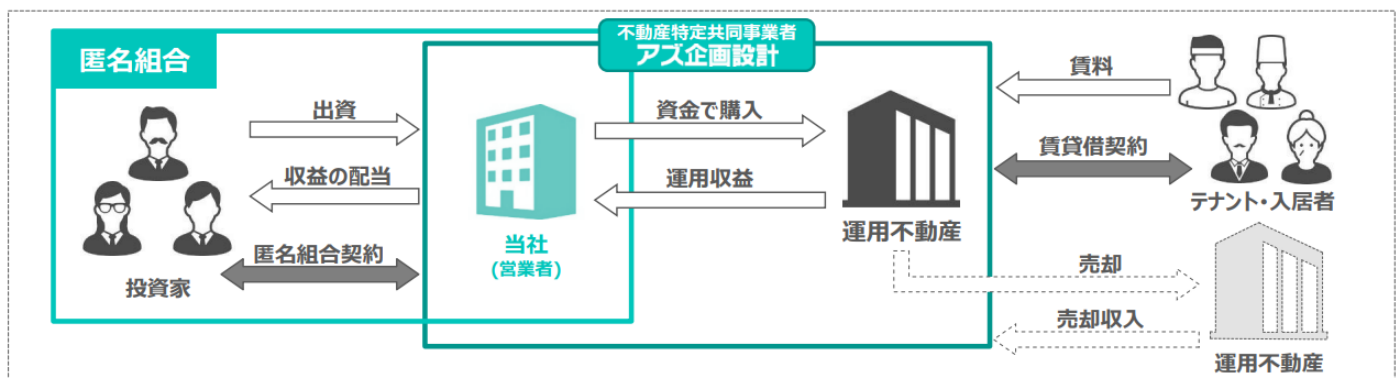 匿名組合
不動産特定共同事業者
アズ企画設計
出資
収益の配当
匿名組合契約
投資家
当社
(営業者)
資金で購入
運用収益
運用不動産
賃料
賃貸借契約
テナント・入居者
売却
売却収入
運用不動産